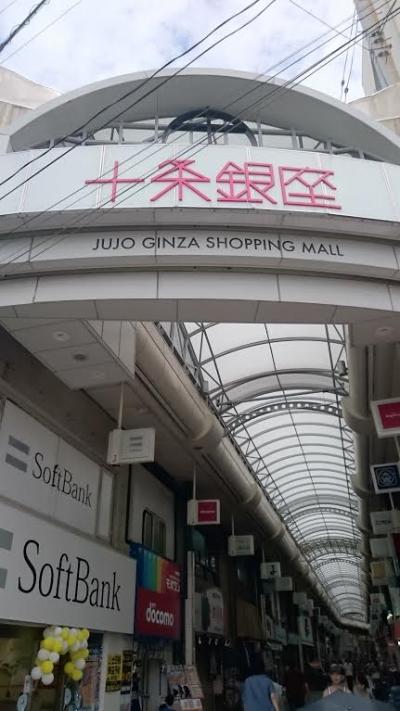 十条銀座
JUJO GINZA SHOPPING MALL
SoftBank
SoftBank
docomo